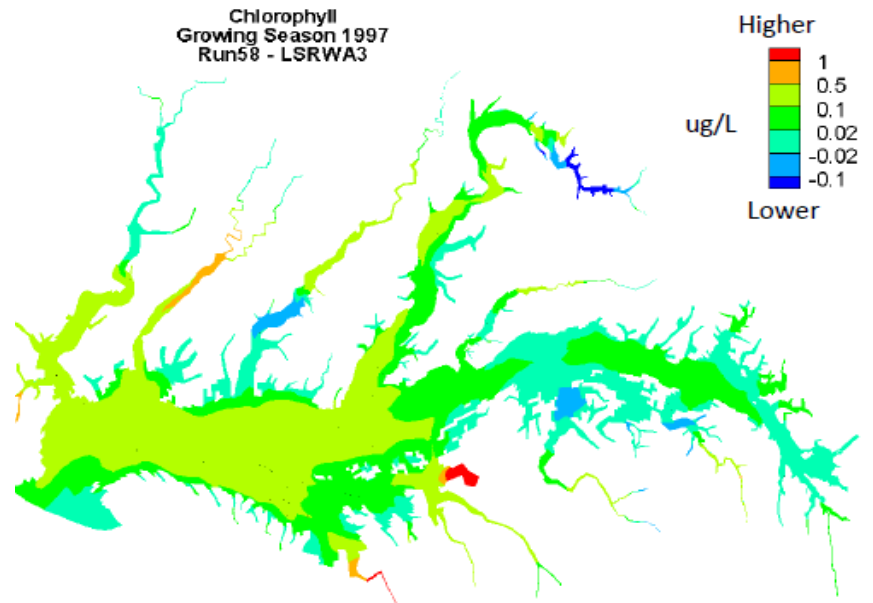 Chlorophyll
Growing Season 1997
Run58 - LSRWA3
Higher
ug/L
1
0.5
0.1
0.02
-0.02
-0.1
Lower